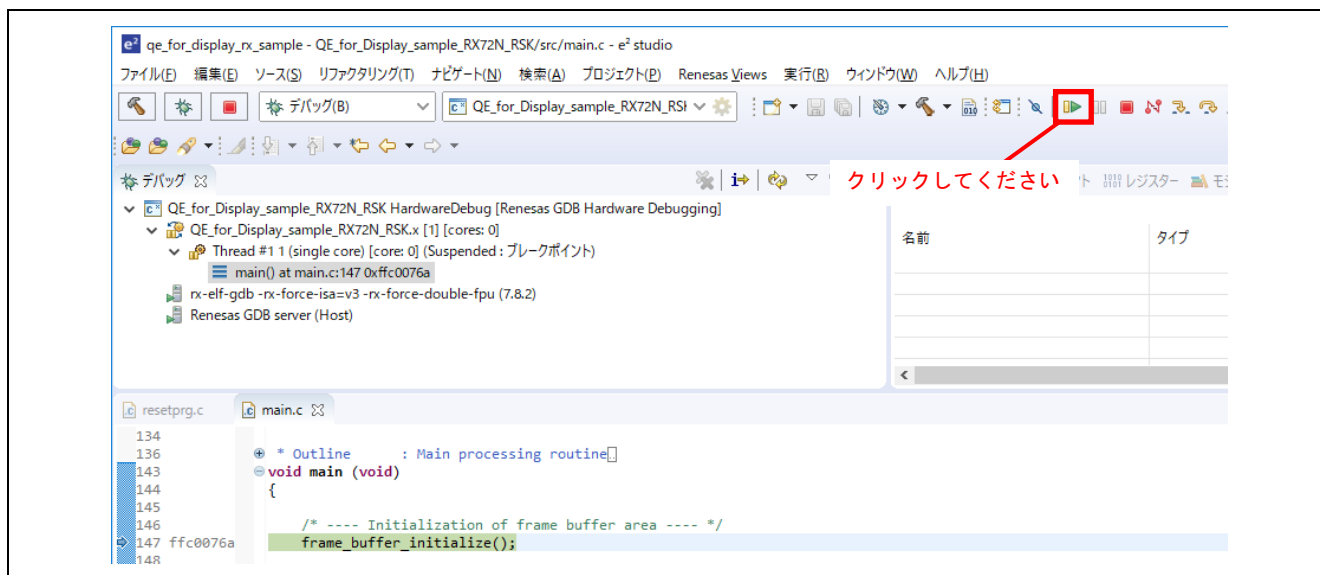 e² qe_for_display_rx_sample - QE_for_Display_sample_RX72N_RSK/src/main.c - e² studio
ファイル(F) 編集(E) ソース(S) リファクタリング(T) ナビゲート(N) 検索(A) プロジェクト(P) Renesas Views 実行(R) ウィンドウ(W) ヘルプ(H)
デバッグ(B) QE_for_Display_sample_RX72N_RSK
クリックしてください
デバッグ ト レジスター モジ
QE_for_Display_sample_RX72N_RSK HardwareDebug [Renesas GDB Hardware Debugging]
QE_for_Display_sample_RX72N_RSK.x [1] [cores: 0]
Thread #1 1 (single core) [core: 0] (Suspended : ブレークポイント)
main() at main.c:147 0xffc0076a
rx-elf-gdb -rx-force-isa=v3 -rx-force-double-fpu (7.8.2)
Renesas GDB server (Host)
名前 タイプ
resetprg.c main.c
134
136 * Outline : Main processing routine
143 void main (void)
144 {
145
146 /* ---- Initialization of frame buffer area ---- */
147 ffc0076a frame_buffer_initialize();
148